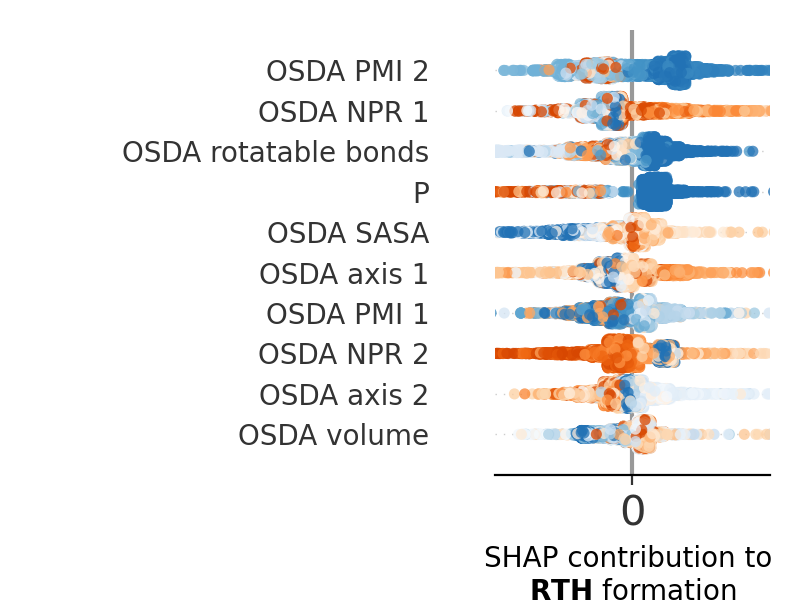 OSDA PMI 2
OSDA NPR 1
OSDA rotatable bonds
P
OSDA SASA
OSDA axis 1
OSDA PMI 1
OSDA NPR 2
OSDA axis 2
OSDA volume
0
SHAP contribution to
RTH formation